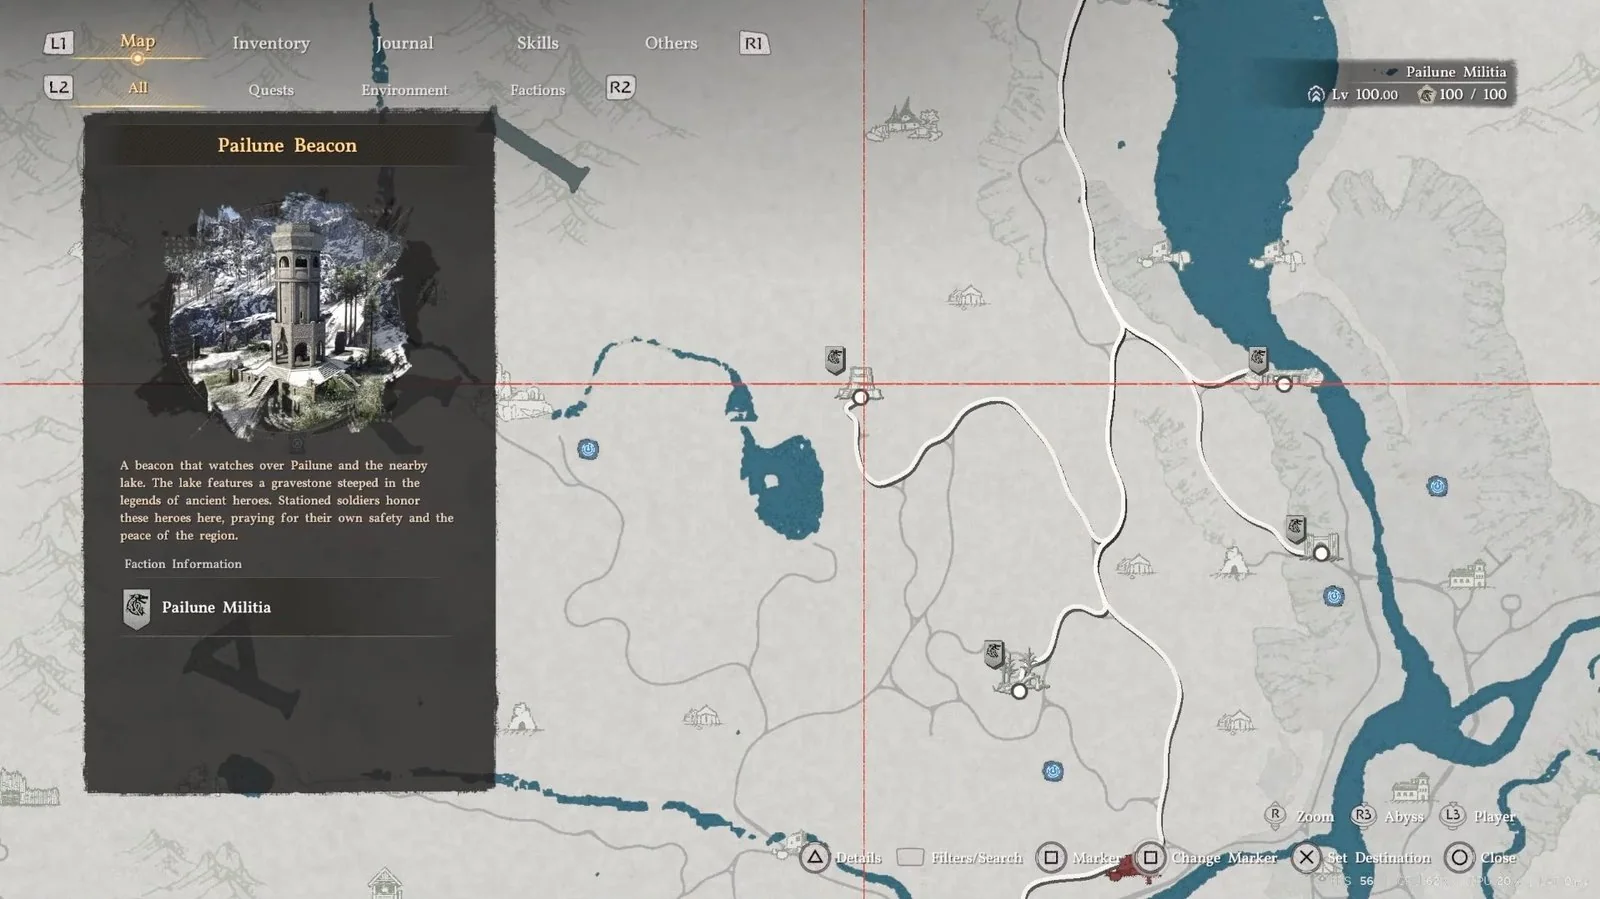 L1 Map Inventory Journal Skills Others R1
L2 All Quests Environment Factions R2
Pailune Militia
Lv 100.00 100 / 100
Pailune Beacon
A beacon that watches over Pailune and the nearby
lake. The lake features a gravestone steeped in the
legends of ancient heroes. Stationed soldiers honor
these heroes here, praying for their own safety and the
peace of the region.
Faction Information
Pailune Militia
A
R Zoom R3 Abyss L3 Player
Details Filters/Search Marker Change Marker Set Destination Close
56